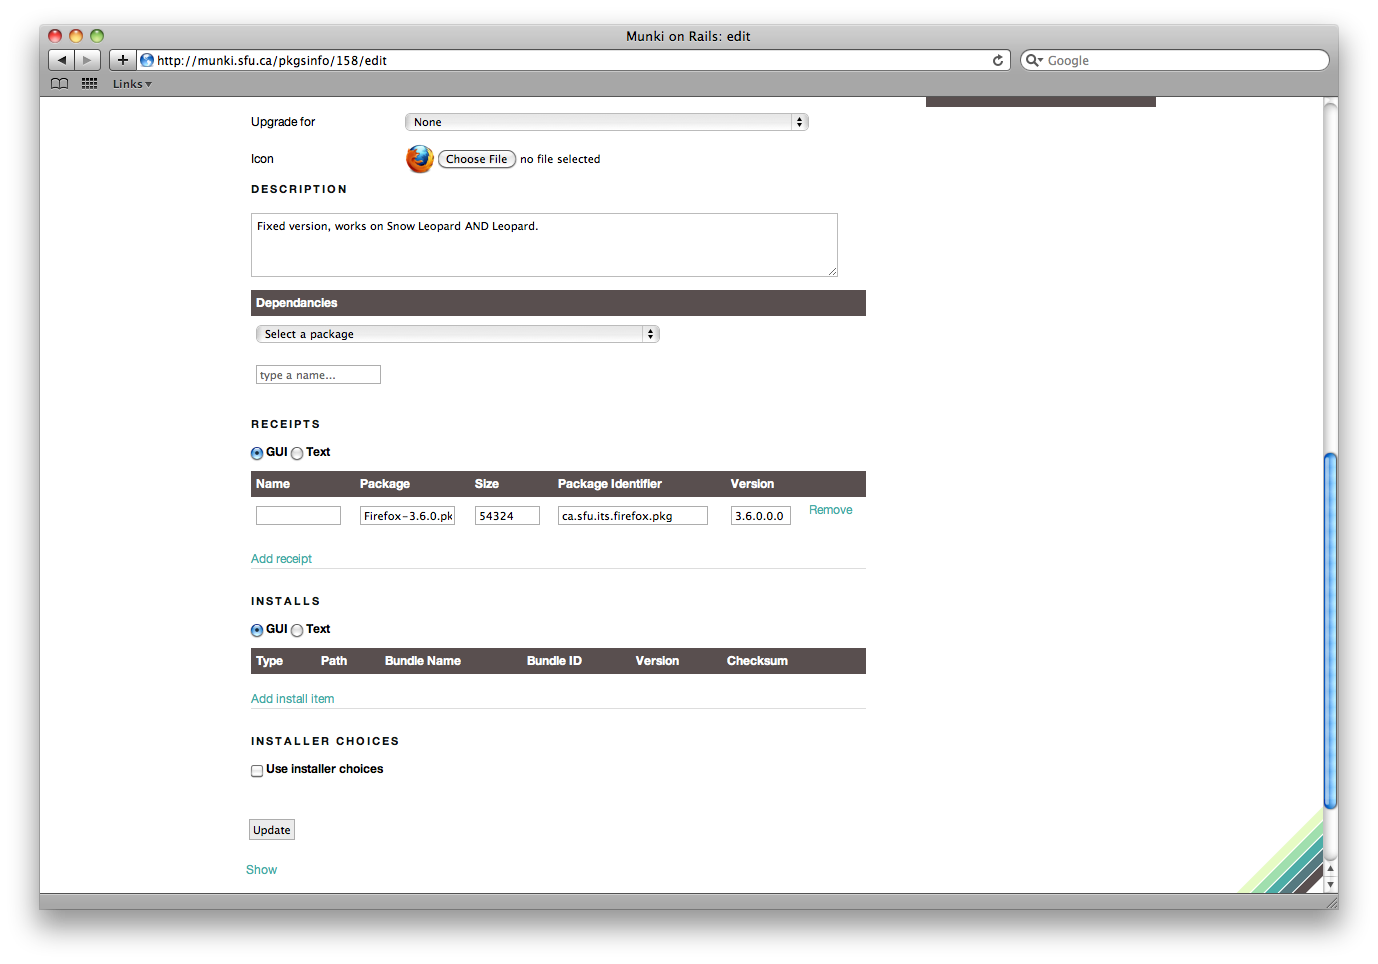 Munki on Rails: edit
+ http://munki.sfu.ca/pkgsinfo/158/edit Google
Links
Upgrade for None
Icon Choose File no file selected
DESCRIPTION
Fixed version, works on Snow Leopard AND Leopard.
Dependancies
Select a package
type a name...
RECEIPTS
GUI Text
Name Package Size Package Identifier Version
Firefox-3.6.0.pk 54324 ca.sfu.its.firefox.pkg 3.6.0.0.0 Remove
Add receipt
INSTALLS
GUI Text
Type Path Bundle Name Bundle ID Version Checksum
Add install item
INSTALLER CHOICES
Use installer choices
Update
Show